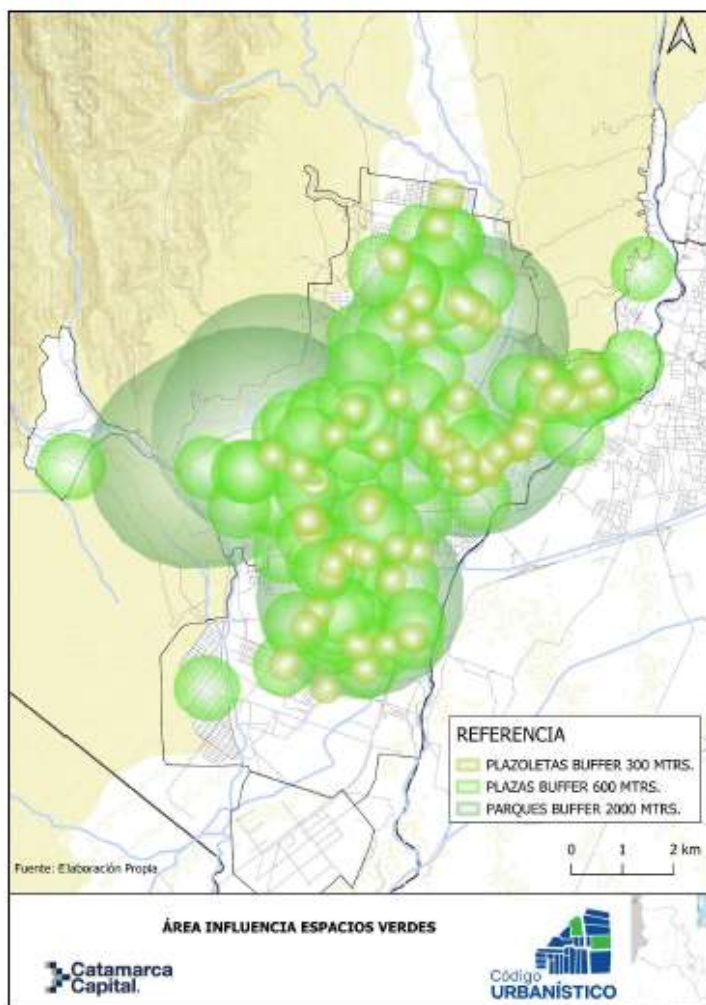 REFERENCIA
PLAZOLETAS BUFFER 300 MTRS.
PLAZAS BUFFER 600 MTRS.
PARQUES BUFFER 2000 MTRS.
0 1 2 km
Fuente: Elaboración Propia
ÁREA INFLUENCIA ESPACIOS VERDES
Catamarca
Capital.
Código
URBANÍSTICO